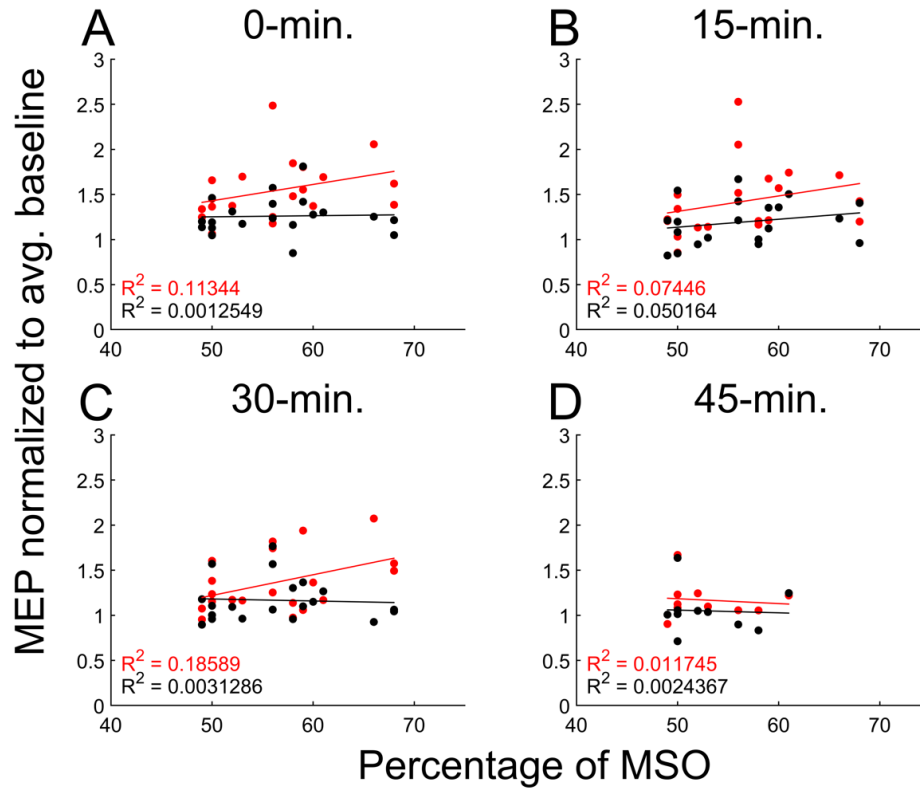 A
0-min.
B
15-min.
MEP normalized to avg. baseline
3
2.5
2
1.5
1
0.5
0
R² = 0.11344
R² = 0.0012549
40
50
60
70
3
2.5
2
1.5
1
0.5
0
R² = 0.07446
R² = 0.050164
40
50
60
70
C
30-min.
D
45-min.
3
2.5
2
1.5
1
0.5
0
R² = 0.18589
R² = 0.0031286
40
50
60
70
3
2.5
2
1.5
1
0.5
0
R² = 0.011745
R² = 0.0024367
40
50
60
70
Percentage of MSO